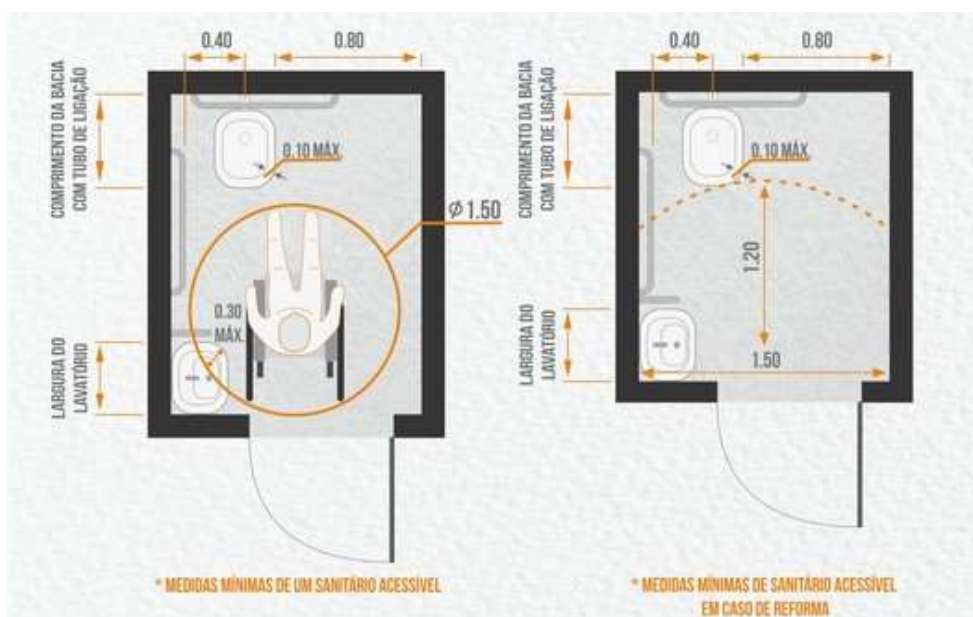 0.40
0.80
COMPRIMENTO DA BACIA
COM TUBO DE LIGAÇÃO
0.10 MÁX
Ø 1.50
0.30
MÁX.
LARGURA DO
LAVATÓRIO
* MEDIDAS MÍNIMAS DE UM SANITÁRIO ACESSÍVEL
0.40
0.80
COMPRIMENTO DA BACIA
COM TUBO DE LIGAÇÃO
0.10 MÁX
1.20
LARGURA DO
LAVATÓRIO
1.50
* MEDIDAS MÍNIMAS DE SANITÁRIO ACESSÍVEL
EM CASO DE REFORMA